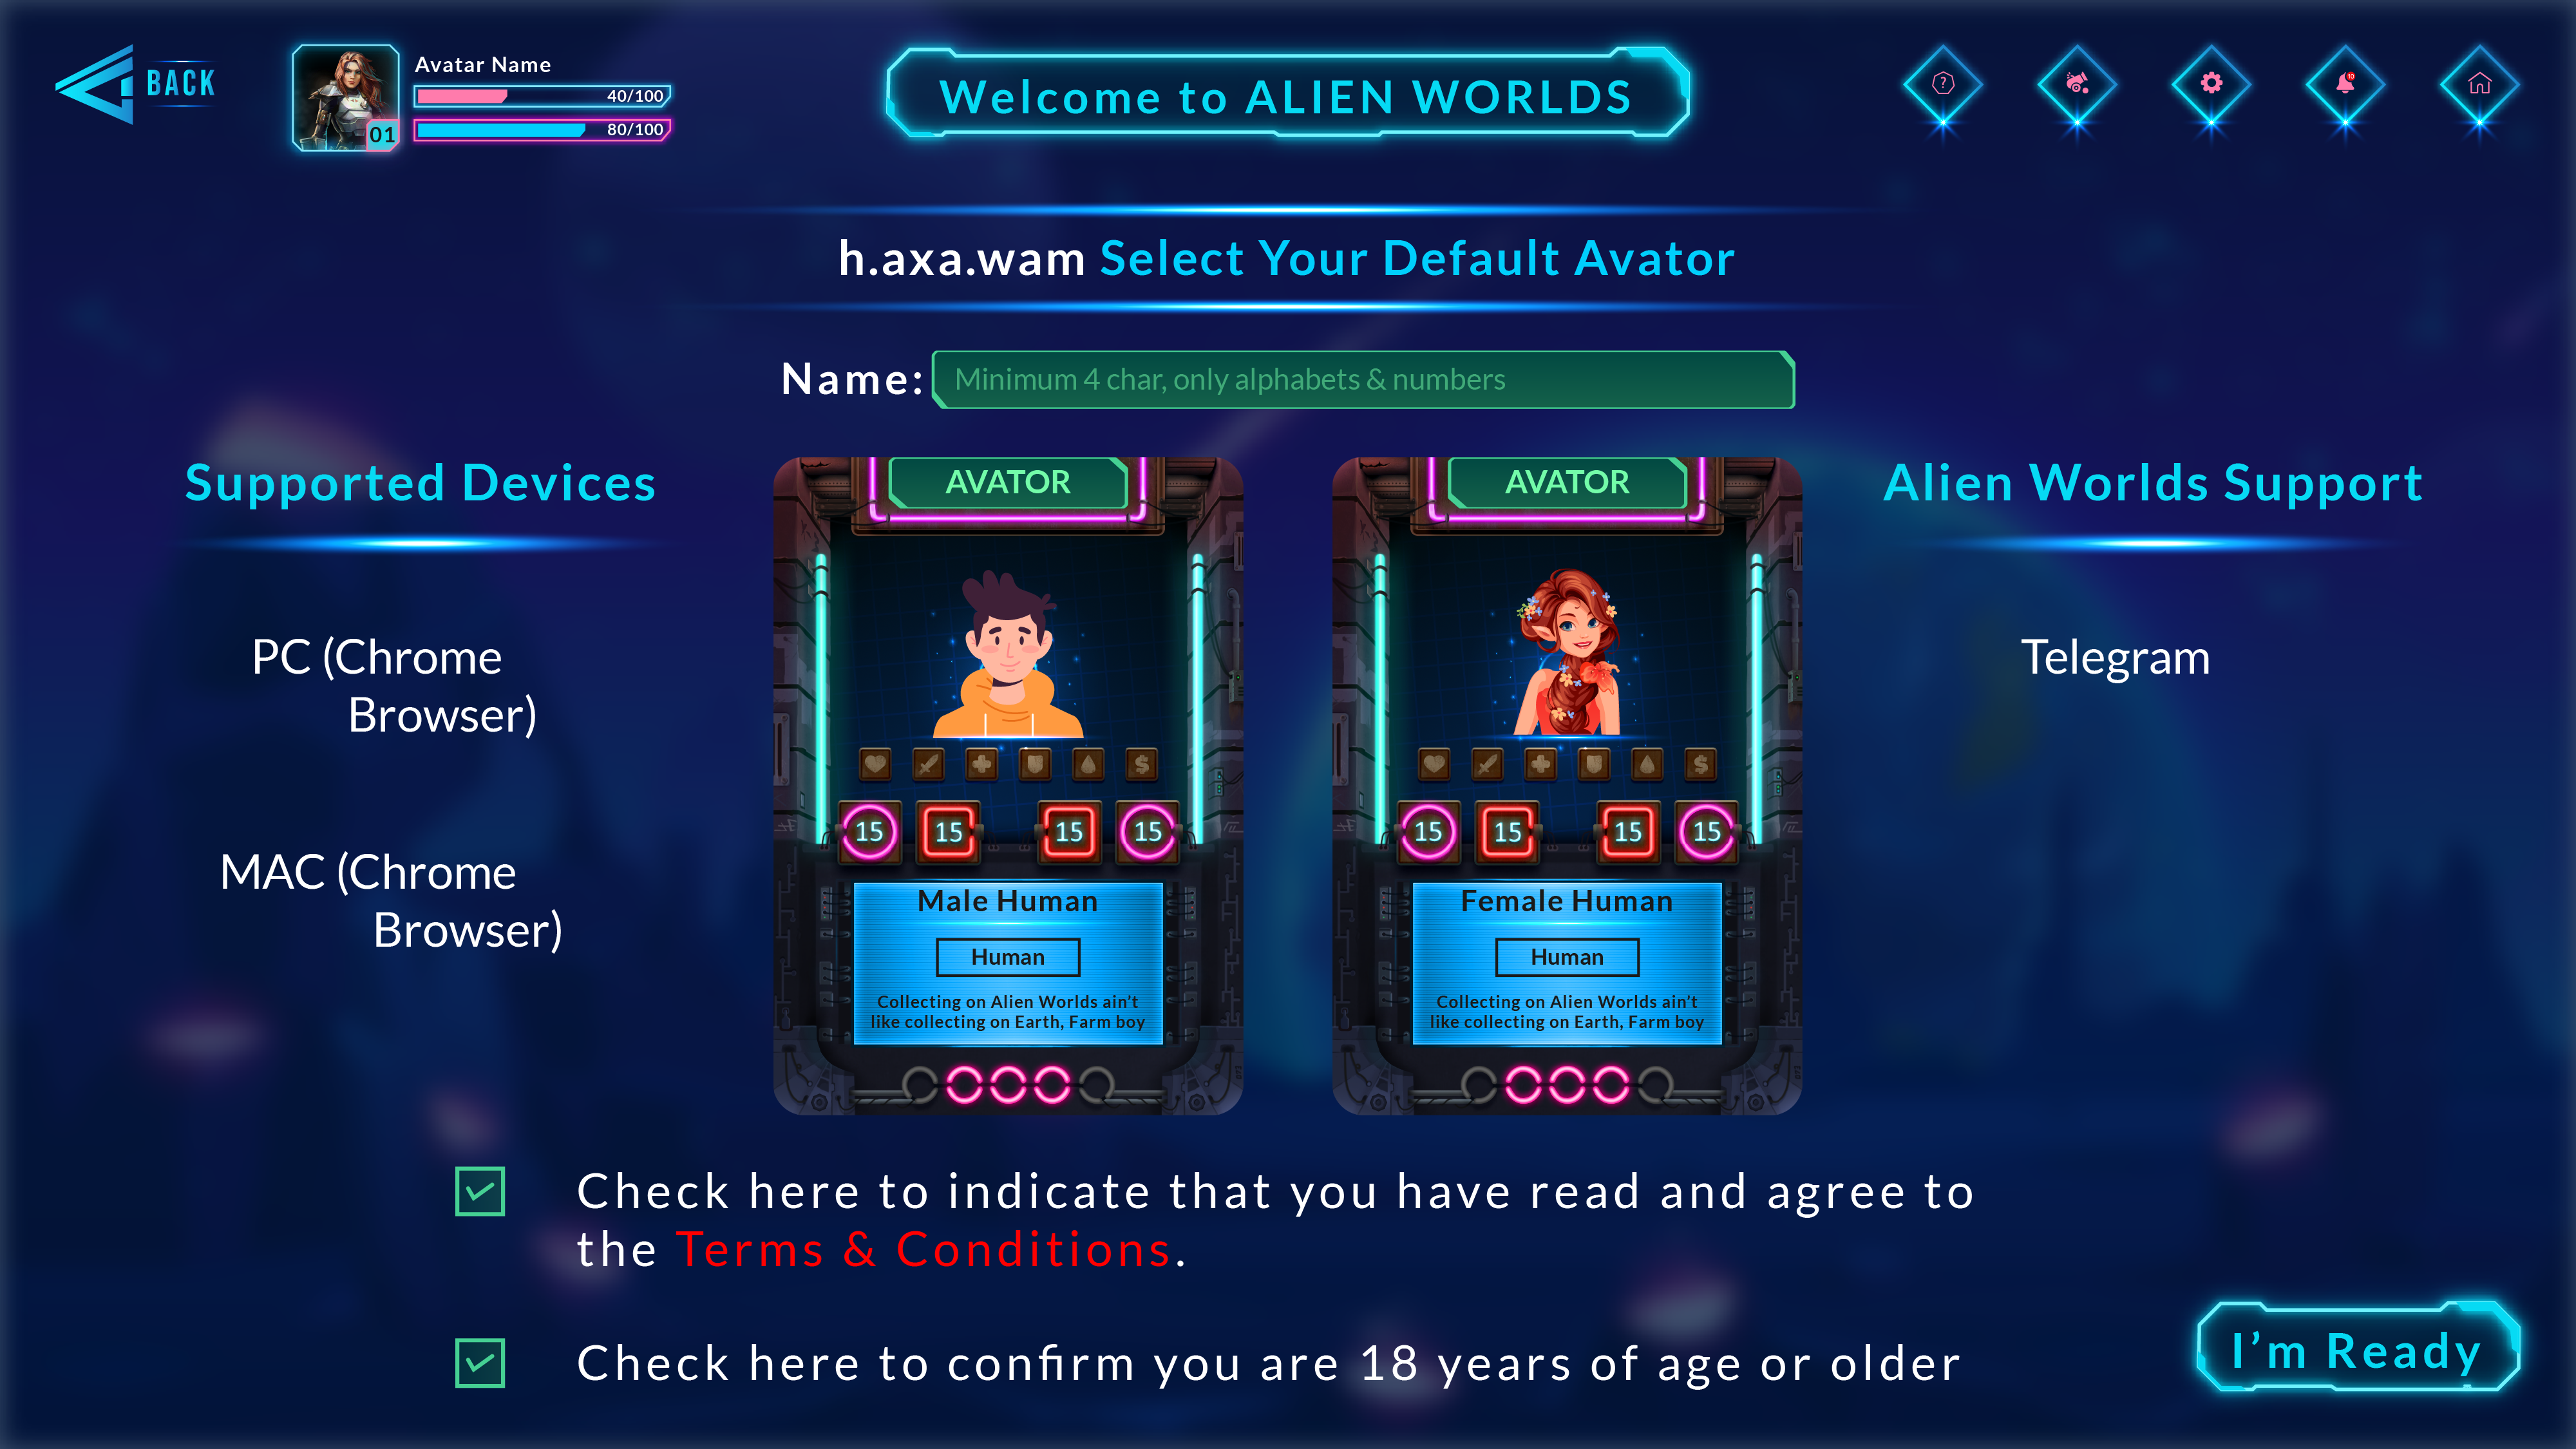 BACK
Avatar Name
40/100
80/100
01
Welcome to ALIEN WORLDS
?
10
h.axa.wam Select Your Default Avator
Name: Minimum 4 char, only alphabets & numbers
Supported Devices
PC (Chrome
Browser)
MAC (Chrome
Browser)
AVATOR
$
15 15 15 15
Male Human
Human
Collecting on Alien Worlds ain't
like collecting on Earth, Farm boy
AVATOR
$
15 15 15 15
Female Human
Human
Collecting on Alien Worlds ain't
like collecting on Earth, Farm boy
Alien Worlds Support
Telegram
Check here to indicate that you have read and agree to
the Terms & Conditions.
Check here to confirm you are 18 years of age or older
I'm Ready